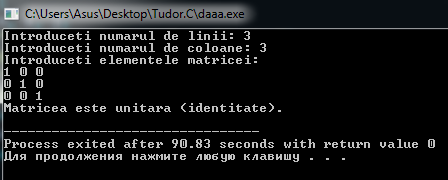 C:\Users\Asus\Desktop\Tudor.C\daaa.exe
Introduceti numarul de linii: 3
Introduceti numarul de coloane: 3
Introduceti elementele matricei:
1 0 0
0 1 0
0 0 1
Matricea este unitara (identitate).
--------------------------------
Process exited after 90.83 seconds with return value 0
Для продолжения нажмите любую клавишу . . .